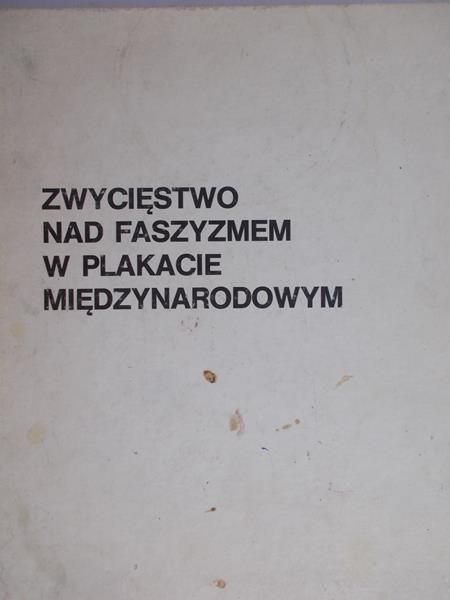 ZWYCIĘSTWO
NAD FASZYZMEM
W PLAKACIE
MIĘDZYNARODOWYM